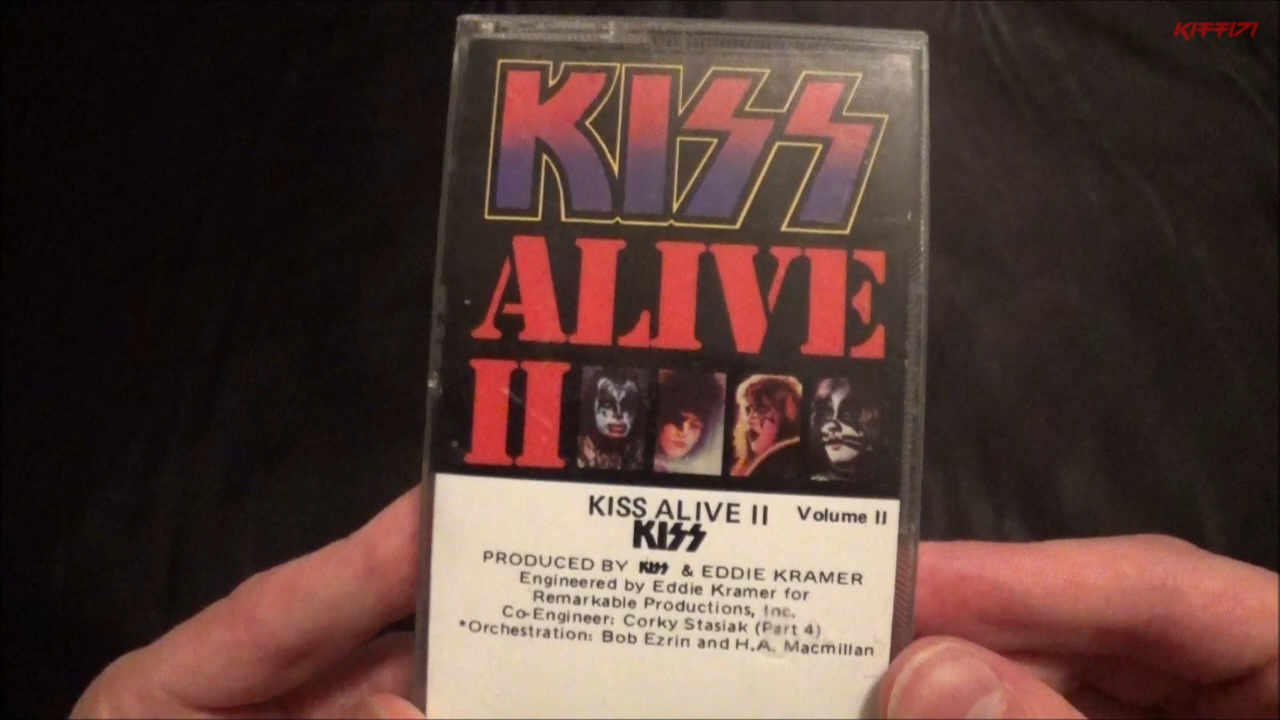 KISS
ALIVE
II
KISS ALIVE II Volume II
KISS
PRODUCED BY KISS & EDDIE KRAMER
Engineered by Eddie Kramer for
Remarkable Productions, Inc.
Co-Engineer: Corky Stasiak (Part 4)
*Orchestration: Bob Ezrin and H.A. Macmillan